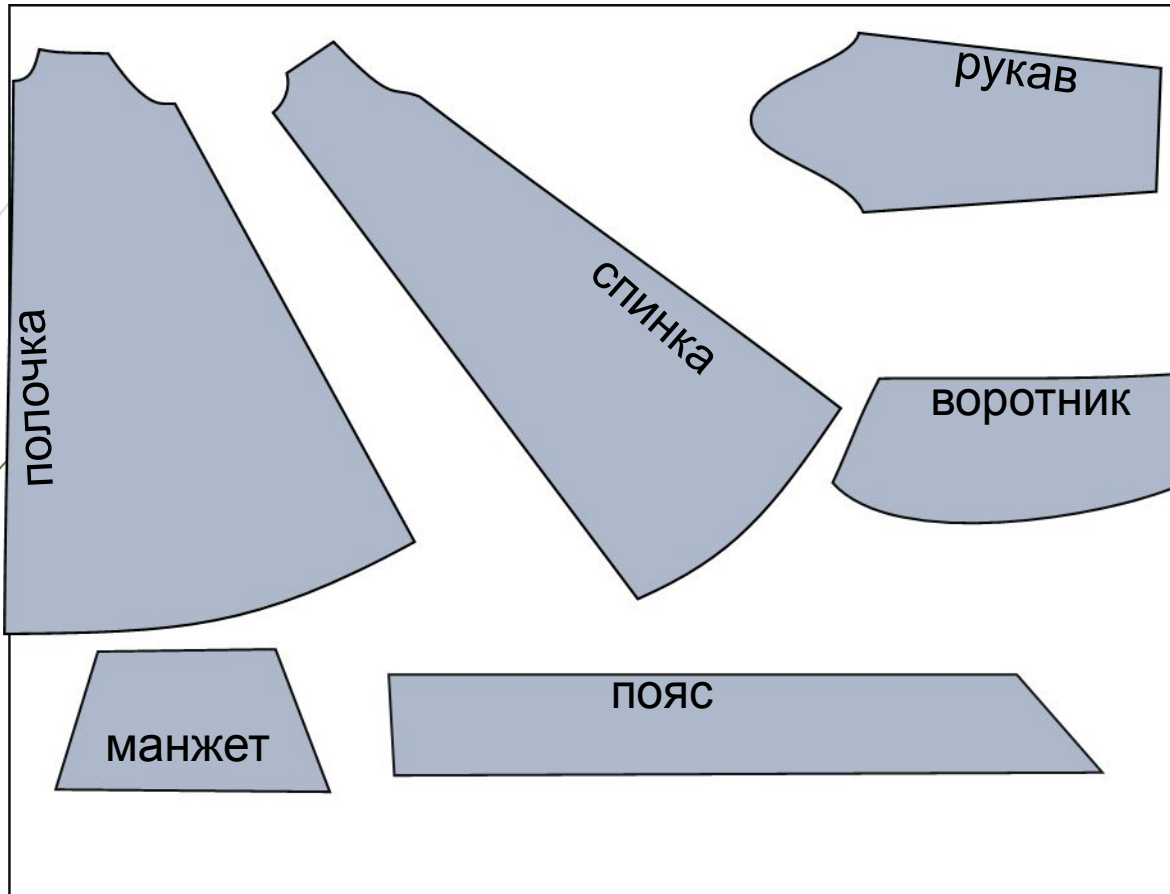 рукав
полочка
спинка
воротник
манжет
пояс